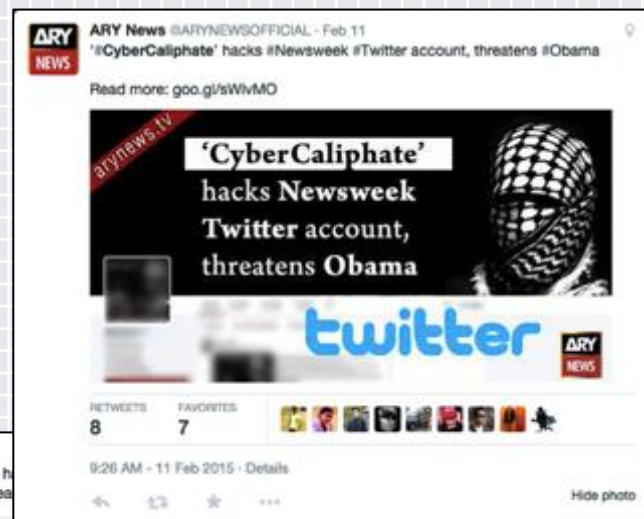 ARY News @ARYNEWSOFFICIAL · Feb 11
'#CyberCaliphate' hacks #Newsweek #Twitter account, threatens #Obama
Read more: goo.gl/sWlvMO
arynews.tv
'CyberCaliphate'
hacks Newsweek
Twitter account,
threatens Obama
twitter
ARY
NEWS
ARY
NEWS
RETWEETS
8
FAVORITES
7
9:26 AM - 11 Feb 2015 · Details
Hide photo